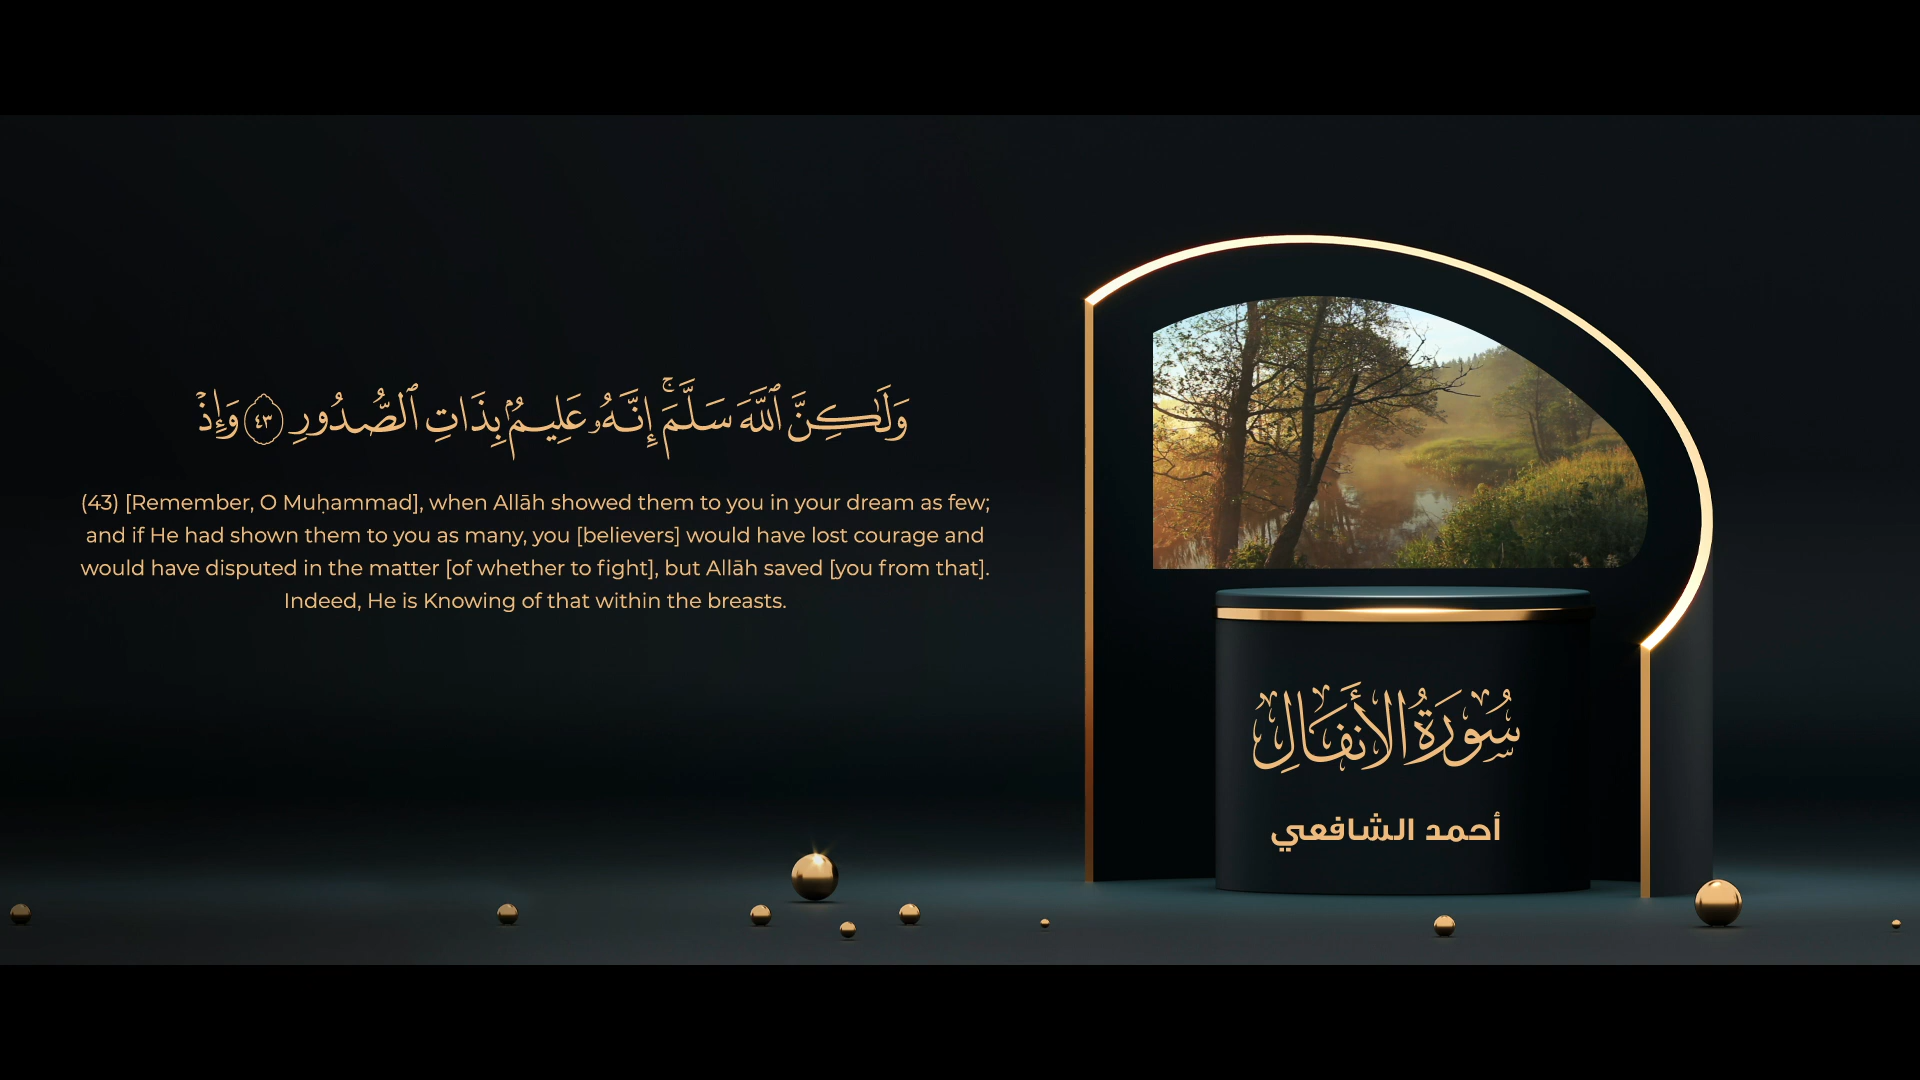 وَلَٰكِنَّ ٱللَّهَ سَلَّمَ ۚ إِنَّهُۥ عَلِيمٌۢ بِذَاتِ ٱلصُّدُورِ ٤٣ وَإِذْ
(43) [Remember, O Muḥammad], when Allāh showed them to you in your dream as few;
and if He had shown them to you as many, you [believers] would have lost courage and
would have disputed in the matter [of whether to fight], but Allāh saved [you from that].
Indeed, He is Knowing of that within the breasts.
سُورَةُ الأَنفَالِ
أحمد الشافعي